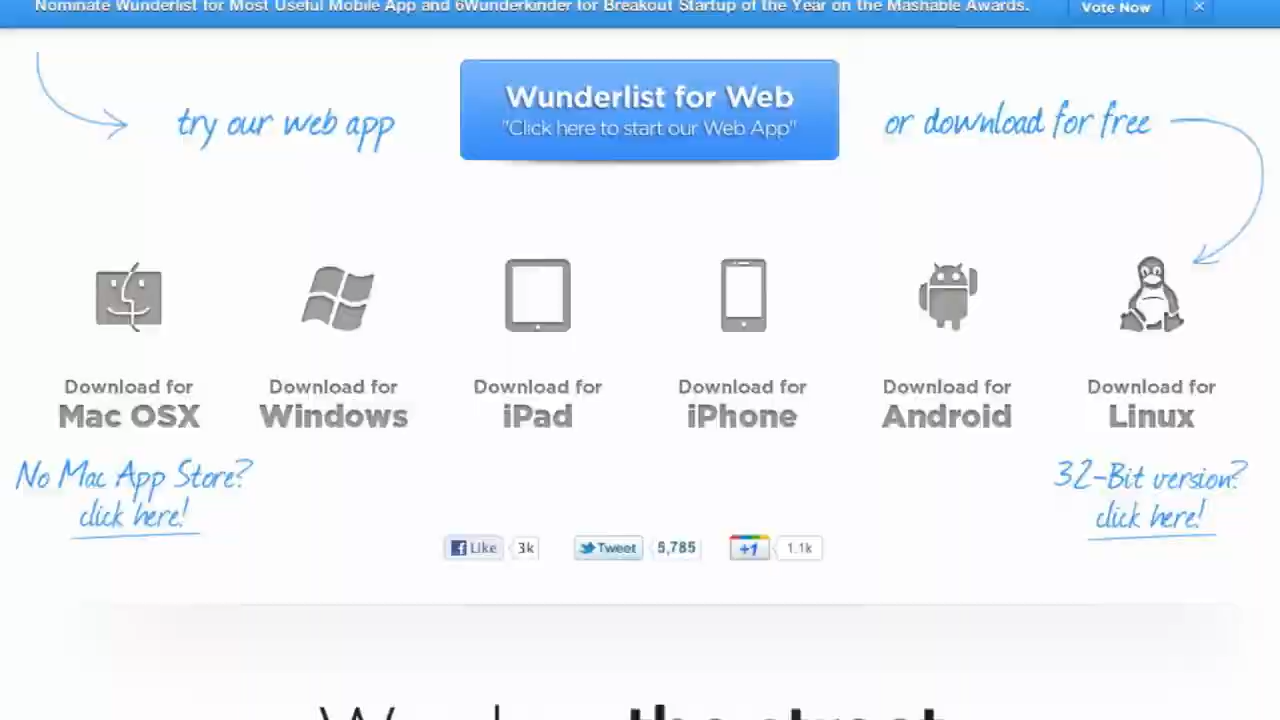 Nominate Wunderlist for Most Useful Mobile App and 6Wunderkinder for Breakout Startup of the Year on the Mashable Awards. Vote Now ×
try our web app
Wunderlist for Web
"Click here to start our Web App"
or download for free
Download for
Mac OSX
Download for
Windows
Download for
iPad
Download for
iPhone
Download for
Android
Download for
Linux
No Mac App Store?
click here!
32-Bit version?
click here!
Like 3k
Tweet 5,785
+1 1.1k
the street